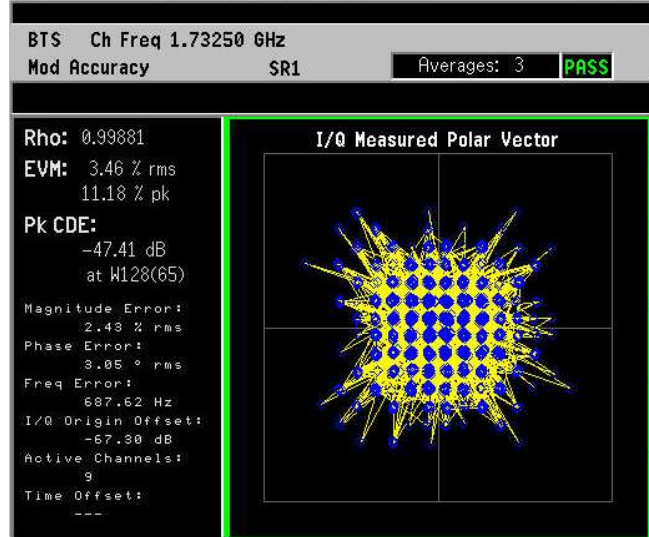 BTS Ch Freq 1.73250 GHz
Mod Accuracy SR1 Averages: 3 PASS
Rho: 0.99881
EVM: 3.46 % rms
11.18 % pk
Pk CDE:
-47.41 dB
at W128(65)
Magnitude Error:
2.43 % rms
Phase Error:
3.05 ° rms
Freq Error:
687.62 Hz
I/Q Origin Offset:
-67.30 dB
Active Channels:
9
Time Offset:
---
I/Q Measured Polar Vector